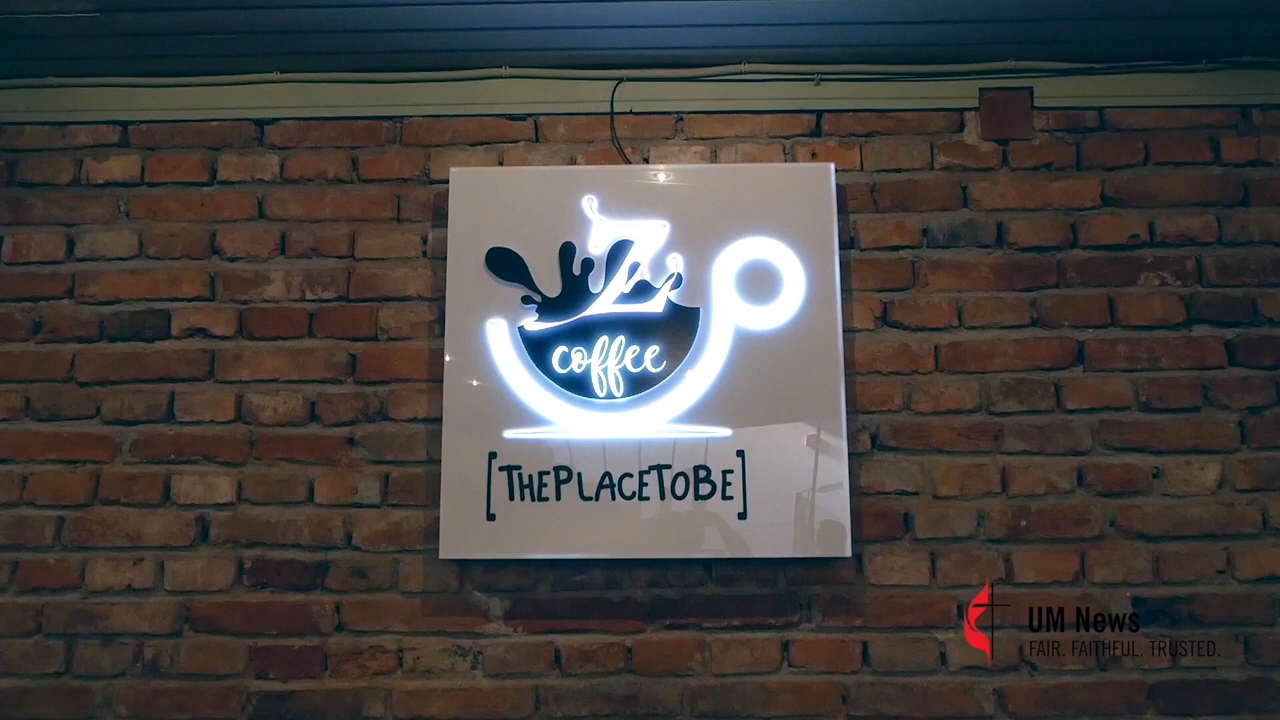 Z
coffee
[THEPLACETOBE]
UM News
FAIR. FAITHFUL. TRUSTED.